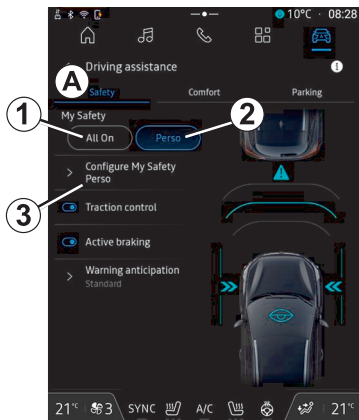 10°C · 08:28
Driving assistance
A
Safety Comfort Parking
My Safety
1
All On Perso
2
Configure My Safety
Perso
3
Traction control
Active braking
Warning anticipation
Standard
21°C 3 SYNC A/C 21°C